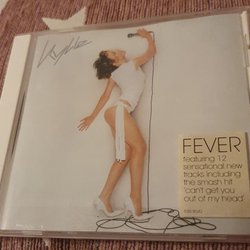 Kylie
FEVER
featuring 12
sensational new
tracks including
the smash hit
'can't get you
out of my head'